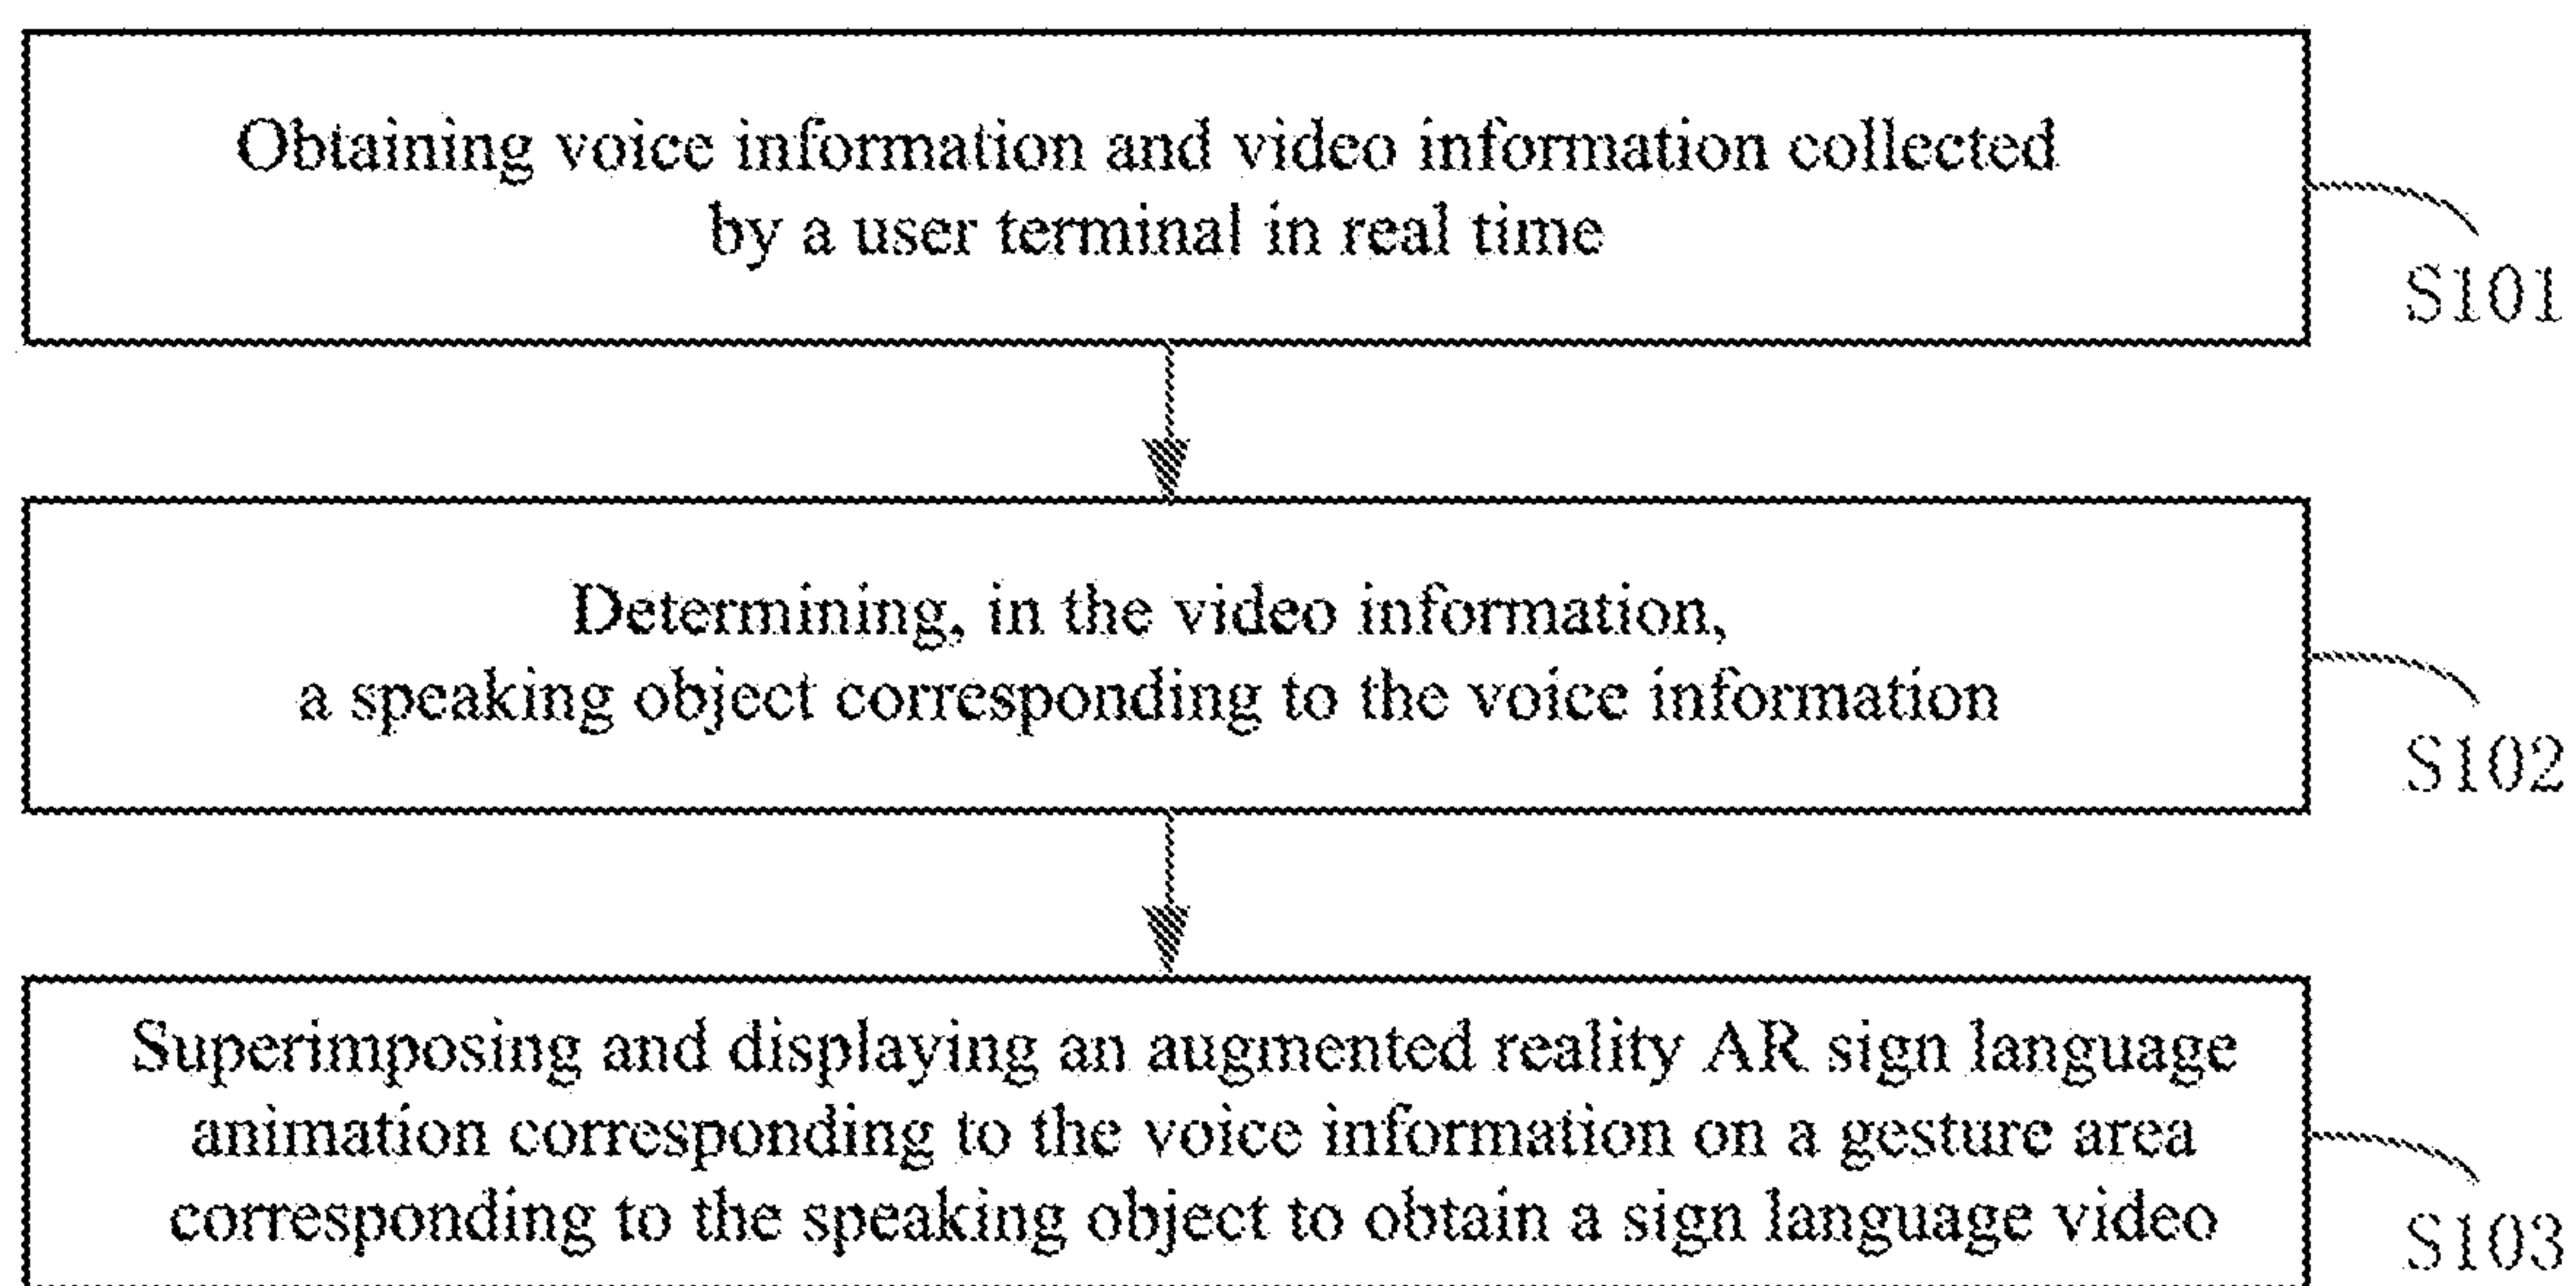 Obtaining voice information and video information collected
by a user terminal in real time
S101
Determining, in the video information,
a speaking object corresponding to the voice information
S102
Superimposing and displaying an augmented reality AR sign language
animation corresponding to the voice information on a gesture area
corresponding to the speaking object to obtain a sign language video
S103